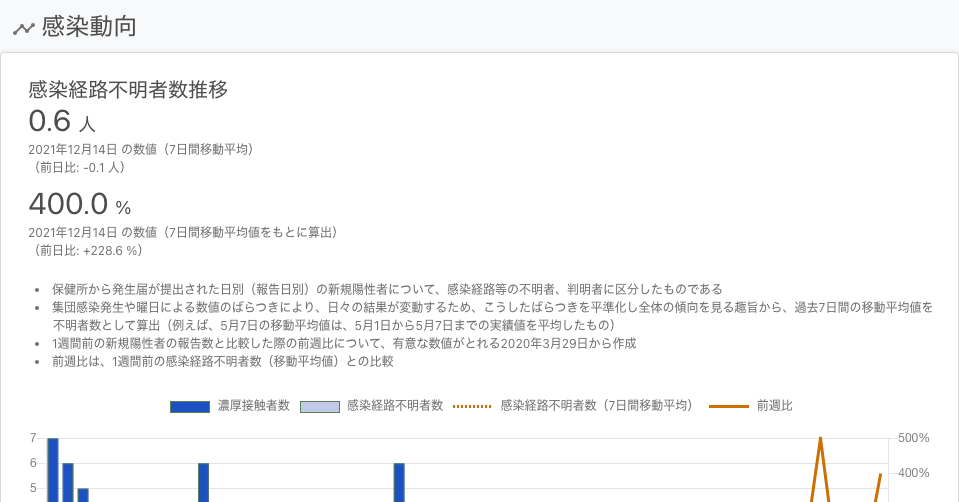 感染動向
感染経路不明者数推移
0.6 人
2021年12月14日 の数値（7日間移動平均）
（前日比: -0.1 人）
400.0 %
2021年12月14日 の数値（7日間移動平均値をもとに算出）
（前日比: +228.6 %）
• 保健所から発生届が提出された日別（報告日別）の新規陽性者について、感染経路等の不明者、判明者に区分したものである
• 集団感染発生や曜日による数値のばらつきにより、日々の結果が変動するため、こうしたばらつきを平準化し全体の傾向を見る趣旨から、過去7日間の移動平均値を
不明者数として算出（例えば、5月7日の移動平均値は、5月1日から5月7日までの実績値を平均したもの）
• 1週間前の新規陽性者の報告数と比較した際の前週比について、有意な数値がとれる2020年3月29日から作成
• 前週比は、1週間前の感染経路不明者数（移動平均値）との比較
濃厚接触者数 感染経路不明者数 感染経路不明者数（7日間移動平均） 前週比
7 500%
6
400%
5